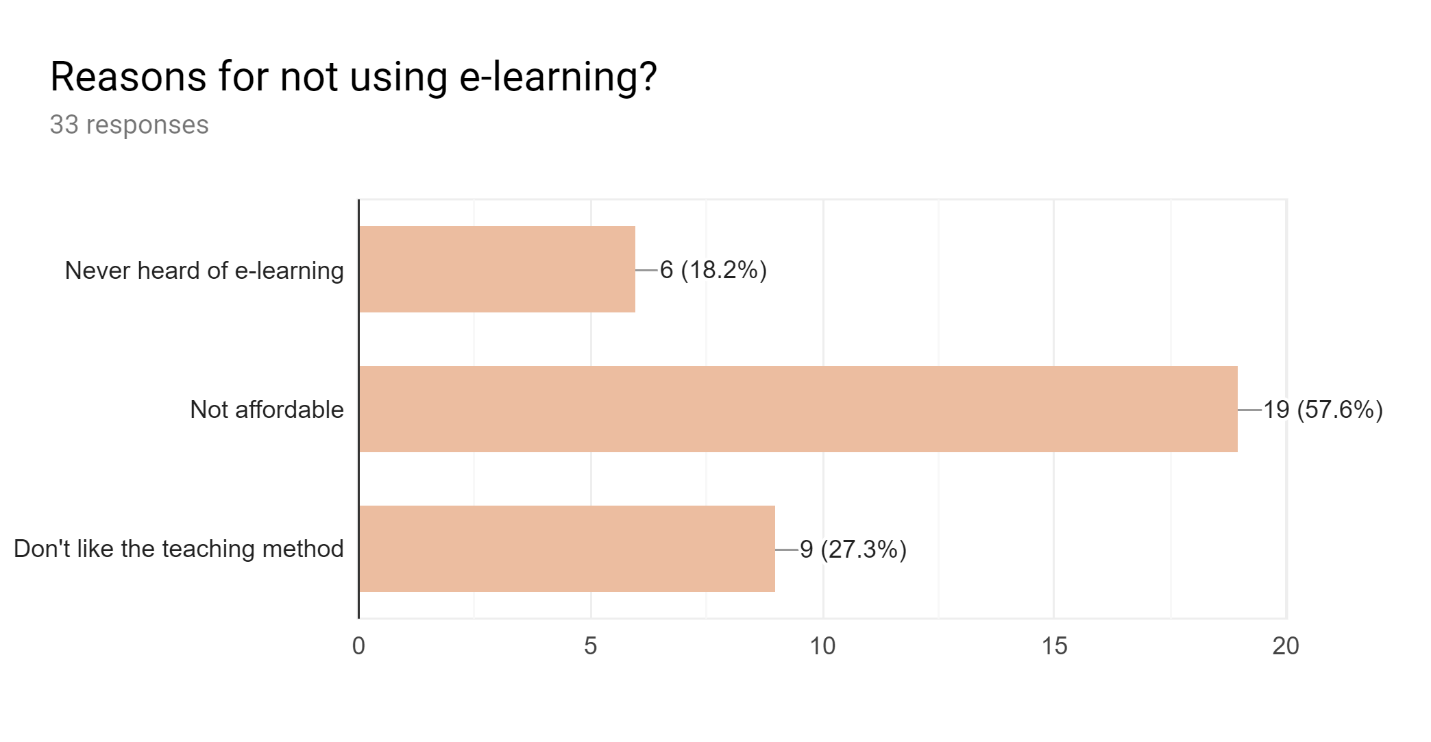 Reasons for not using e-learning?
33 responses
Never heard of e-learning
6 (18.2%)
Not affordable
19 (57.6%)
Don't like the teaching method
9 (27.3%)
0 5 10 15 20